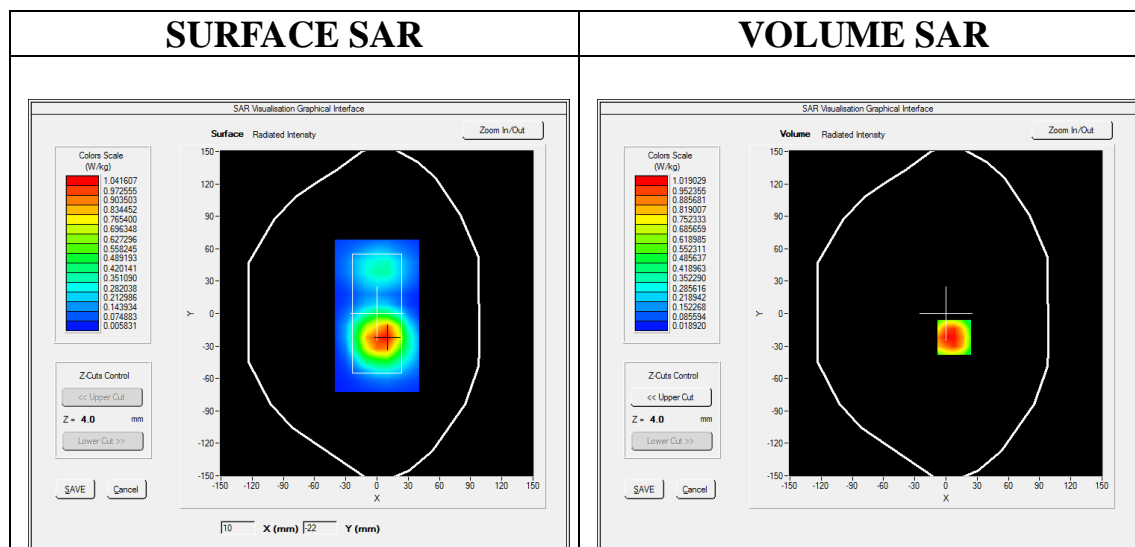 SURFACE SAR
VOLUME SAR
SAR Visualisation Graphical Interface
Surface Radiated Intensity
Zoom In/Out
Colors Scale
(W/kg)
1.041607
0.972555
0.903503
0.834452
0.765400
0.696348
0.627296
0.558245
0.489193
0.420141
0.351090
0.282038
0.212986
0.143934
0.074883
0.005831
Z-Cuts Control
<< Upper Cut
Z = 4.0 mm
Lower Cut >>
SAVE Cancel
150
120
90
60
30
0
-30
-60
-90
-120
-150
Y
-150 -120 -90 -60 -30 0 30 60 90 120 150
X
10 X (mm) -22 Y (mm)
SAR Visualisation Graphical Interface
Volume Radiated Intensity
Zoom In/Out
Colors Scale
(W/kg)
1.019029
0.952355
0.885681
0.819007
0.752333
0.685659
0.618985
0.552311
0.485637
0.418963
0.352290
0.285616
0.218942
0.152268
0.085594
0.018920
Z-Cuts Control
<< Upper Cut
Z = 4.0 mm
Lower Cut >>
SAVE Cancel
150
120
90
60
30
0
-30
-60
-90
-120
-150
Y
-150 -120 -90 -60 -30 0 30 60 90 120 150
X